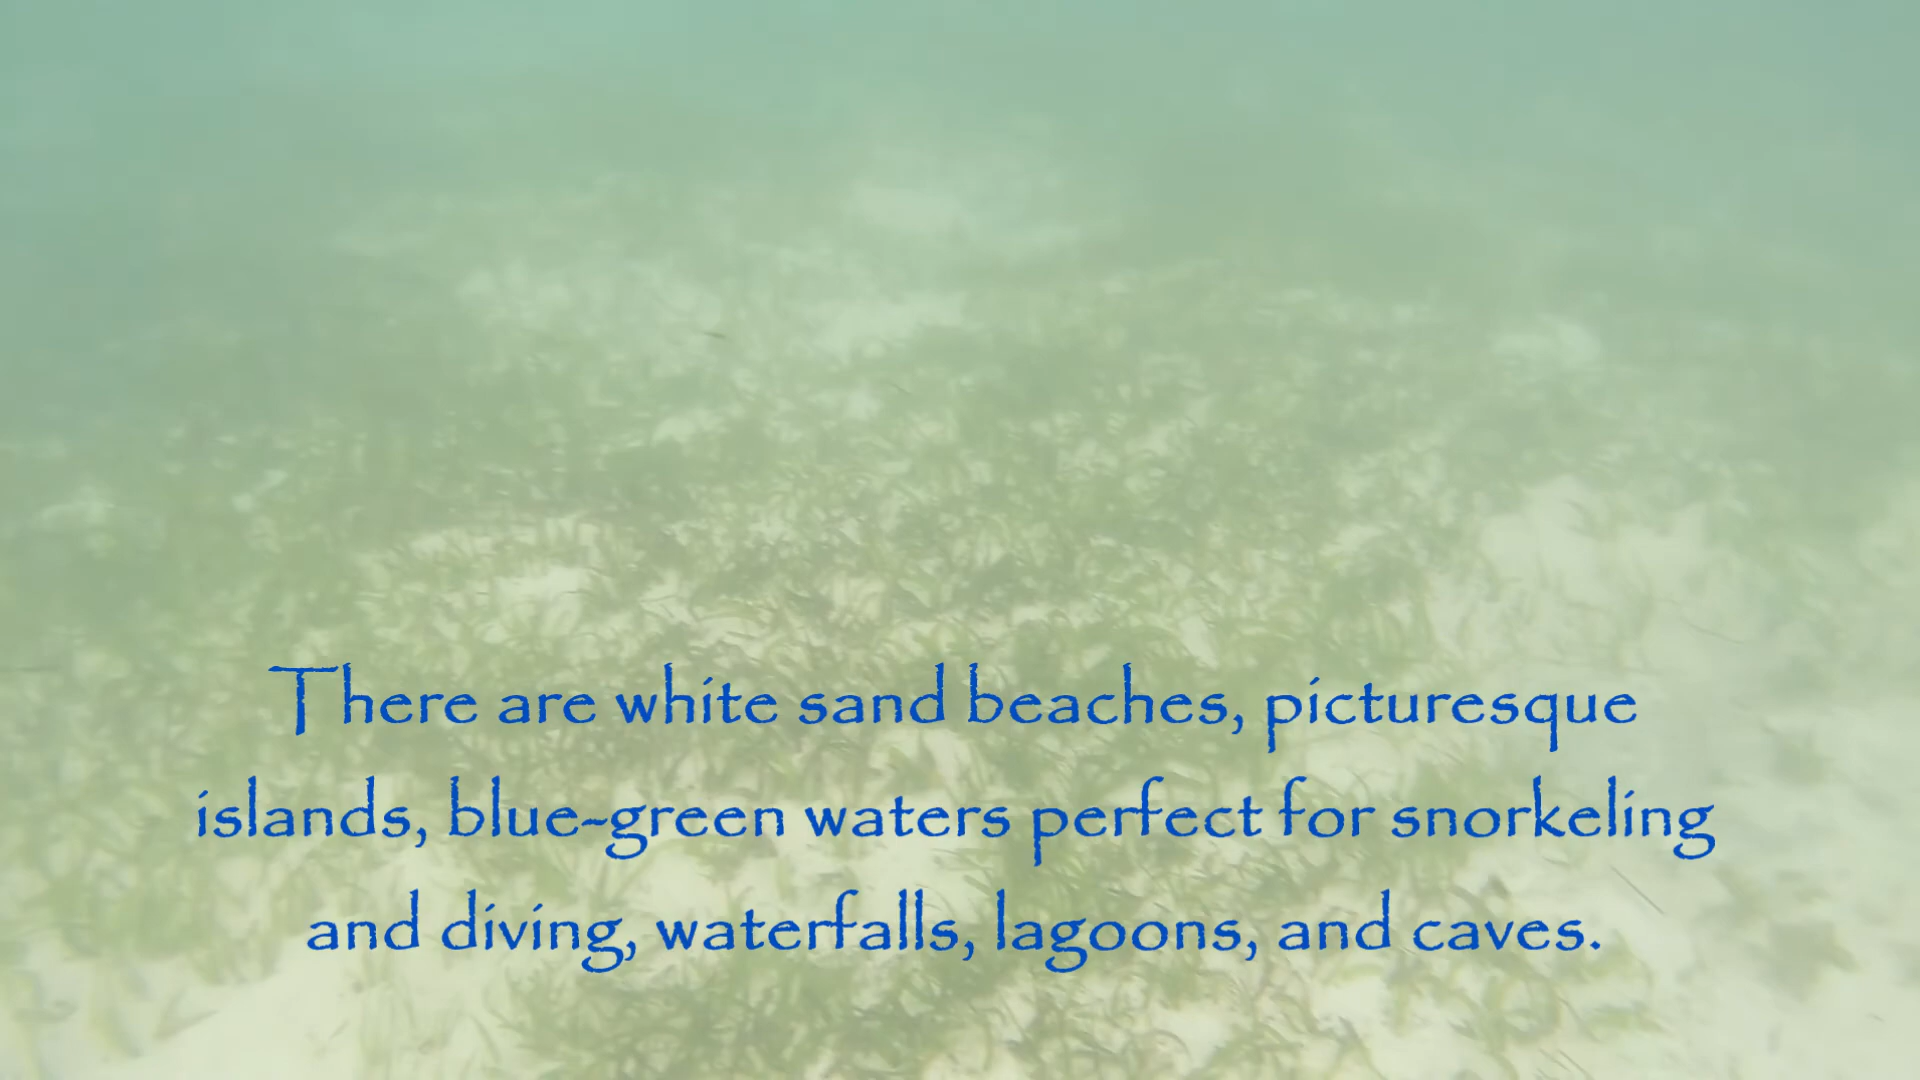 There are white sand beaches, picturesque
islands, blue-green waters perfect for snorkeling
and diving, waterfalls, lagoons, and caves.